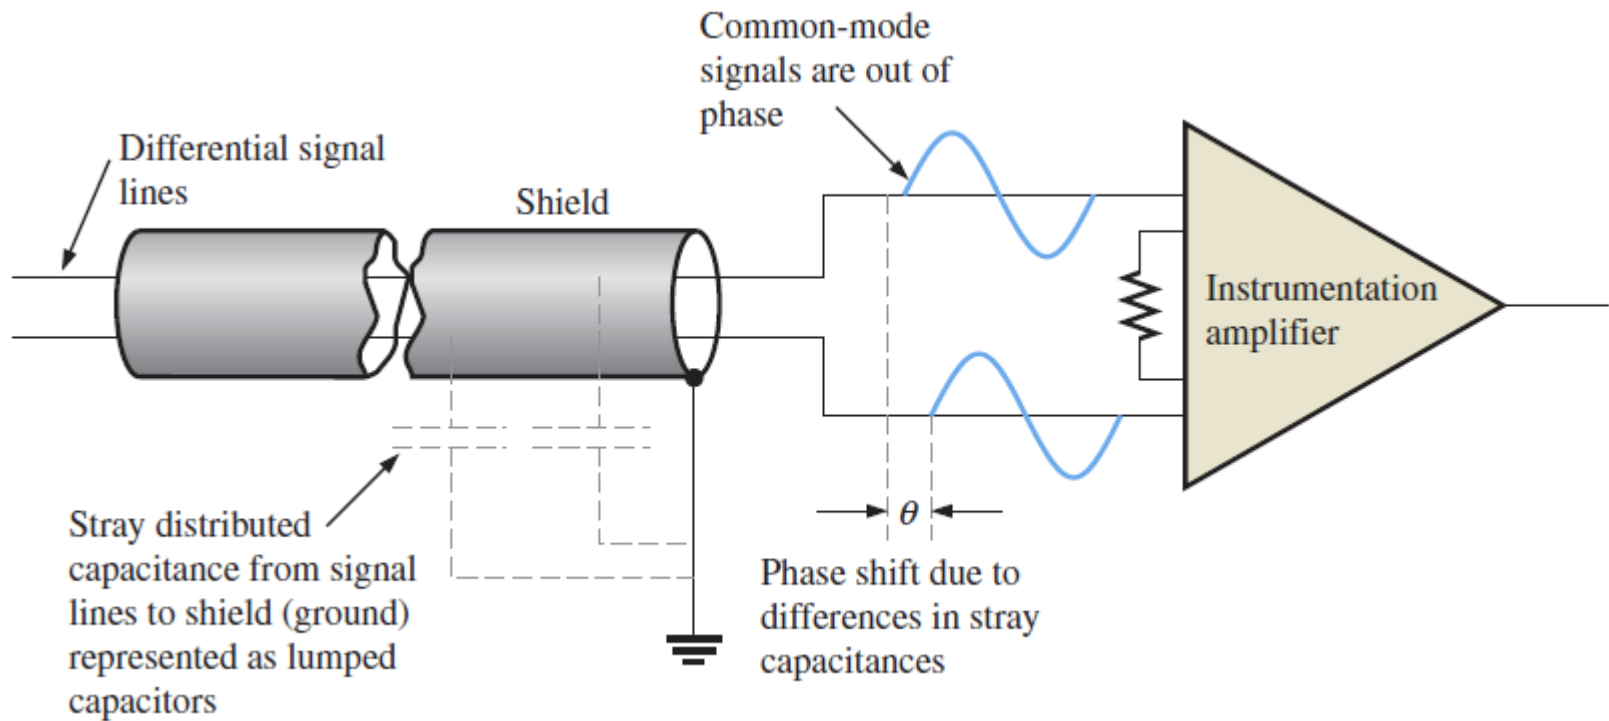 Common-mode
signals are out of
phase
Differential signal
lines
Shield
Instrumentation
amplifier
θ
Stray distributed
capacitance from signal
lines to shield (ground)
represented as lumped
capacitors
Phase shift due to
differences in stray
capacitances